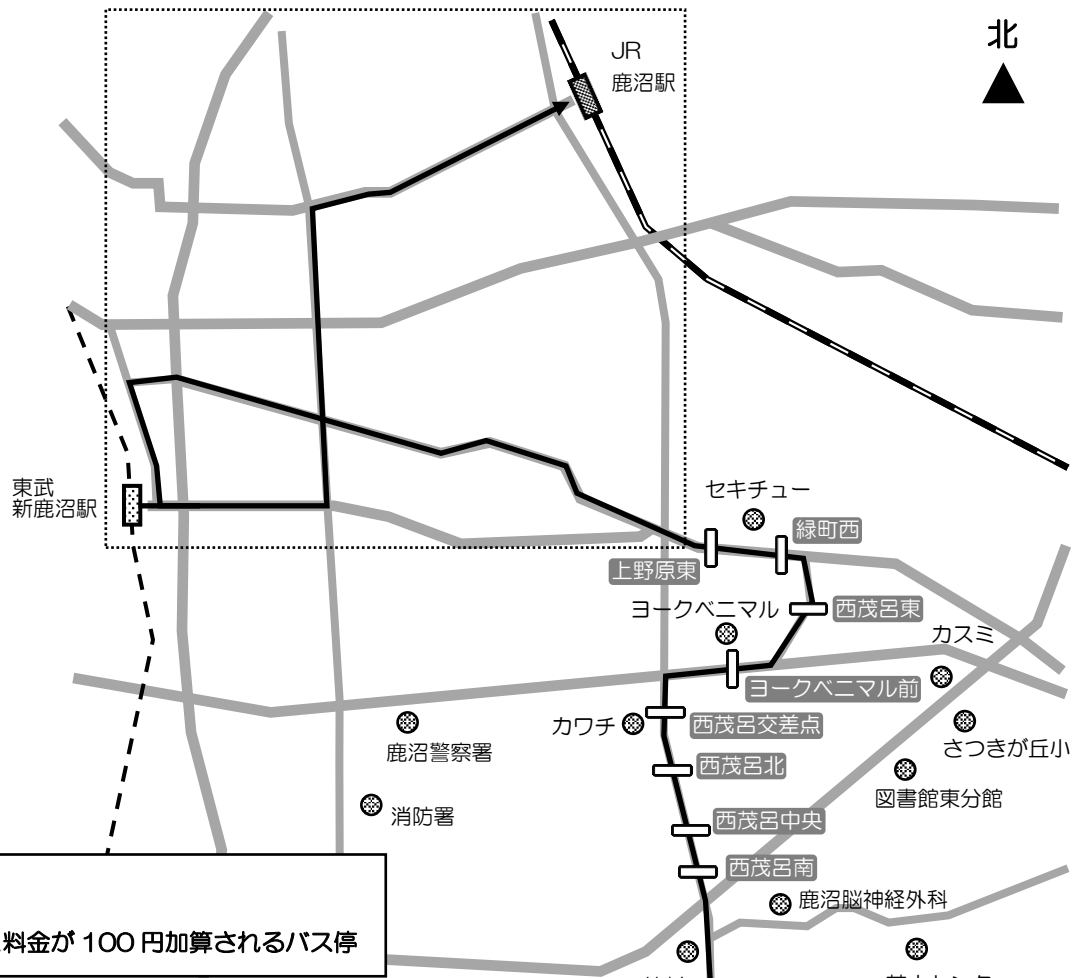 北
JR
鹿沼駅
東武
新鹿沼駅
セキチュー
緑町西
上野原東
ヨークベニマル
西茂呂東
カスミ
ヨークベニマル前
カワチ
西茂呂交差点
鹿沼警察署
さつきが丘小
西茂呂北
図書館東分館
消防署
西茂呂中央
西茂呂南
鹿沼脳神経外科
料金が100円加算されるバス停